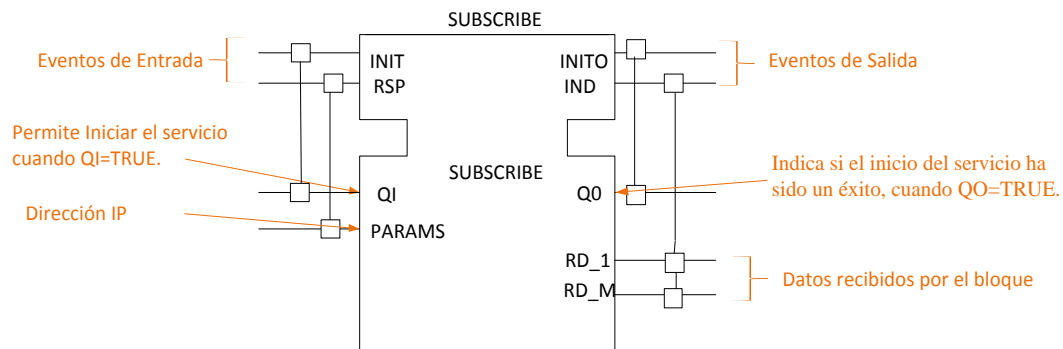 SUBSCRIBE
Eventos de Entrada
INIT
RSP
INITO
IND
Eventos de Salida
Permite Iniciar el servicio
cuando QI=TRUE.
SUBSCRIBE
QI
Q0
Indica si el inicio del servicio ha
sido un éxito, cuando QO=TRUE.
Dirección IP
PARAMS
RD_1
RD_M
Datos recibidos por el bloque